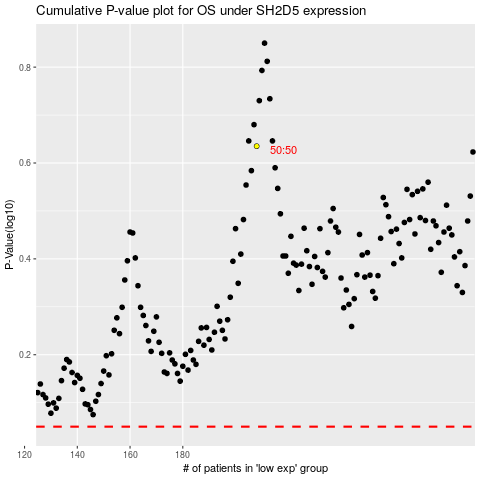 Cumulative P-value plot for OS under SH2D5 expression
P-Value(log10)
0.8
0.6
0.4
0.2
50:50
120 140 160 180
# of patients in 'low exp' group